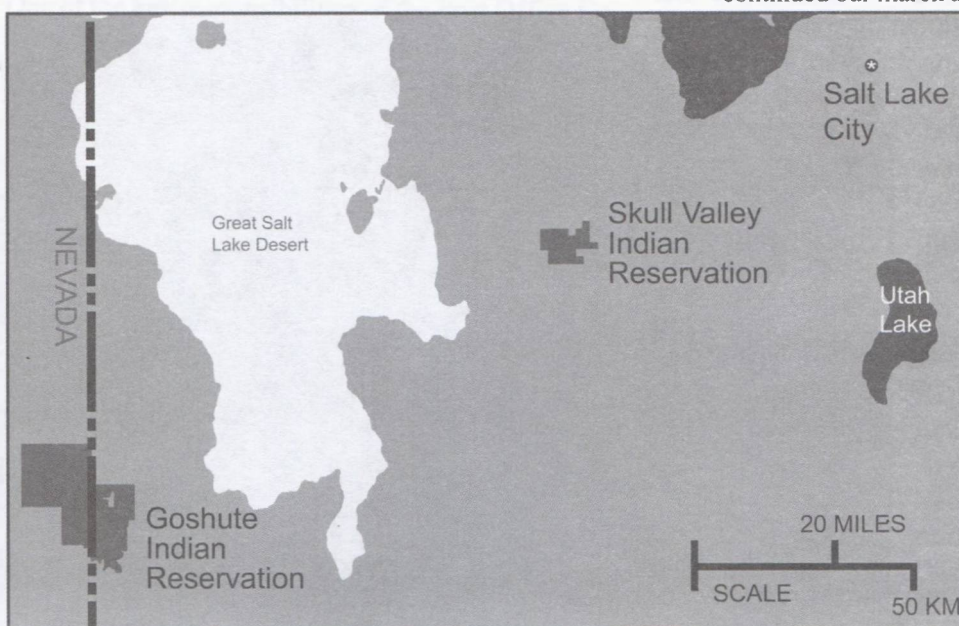 Salt Lake
City
Skull Valley
Indian
Reservation
Great Salt
Lake Desert
NEVADA
Utah
Lake
Goshute
Indian
Reservation
20 MILES
SCALE
50 KM